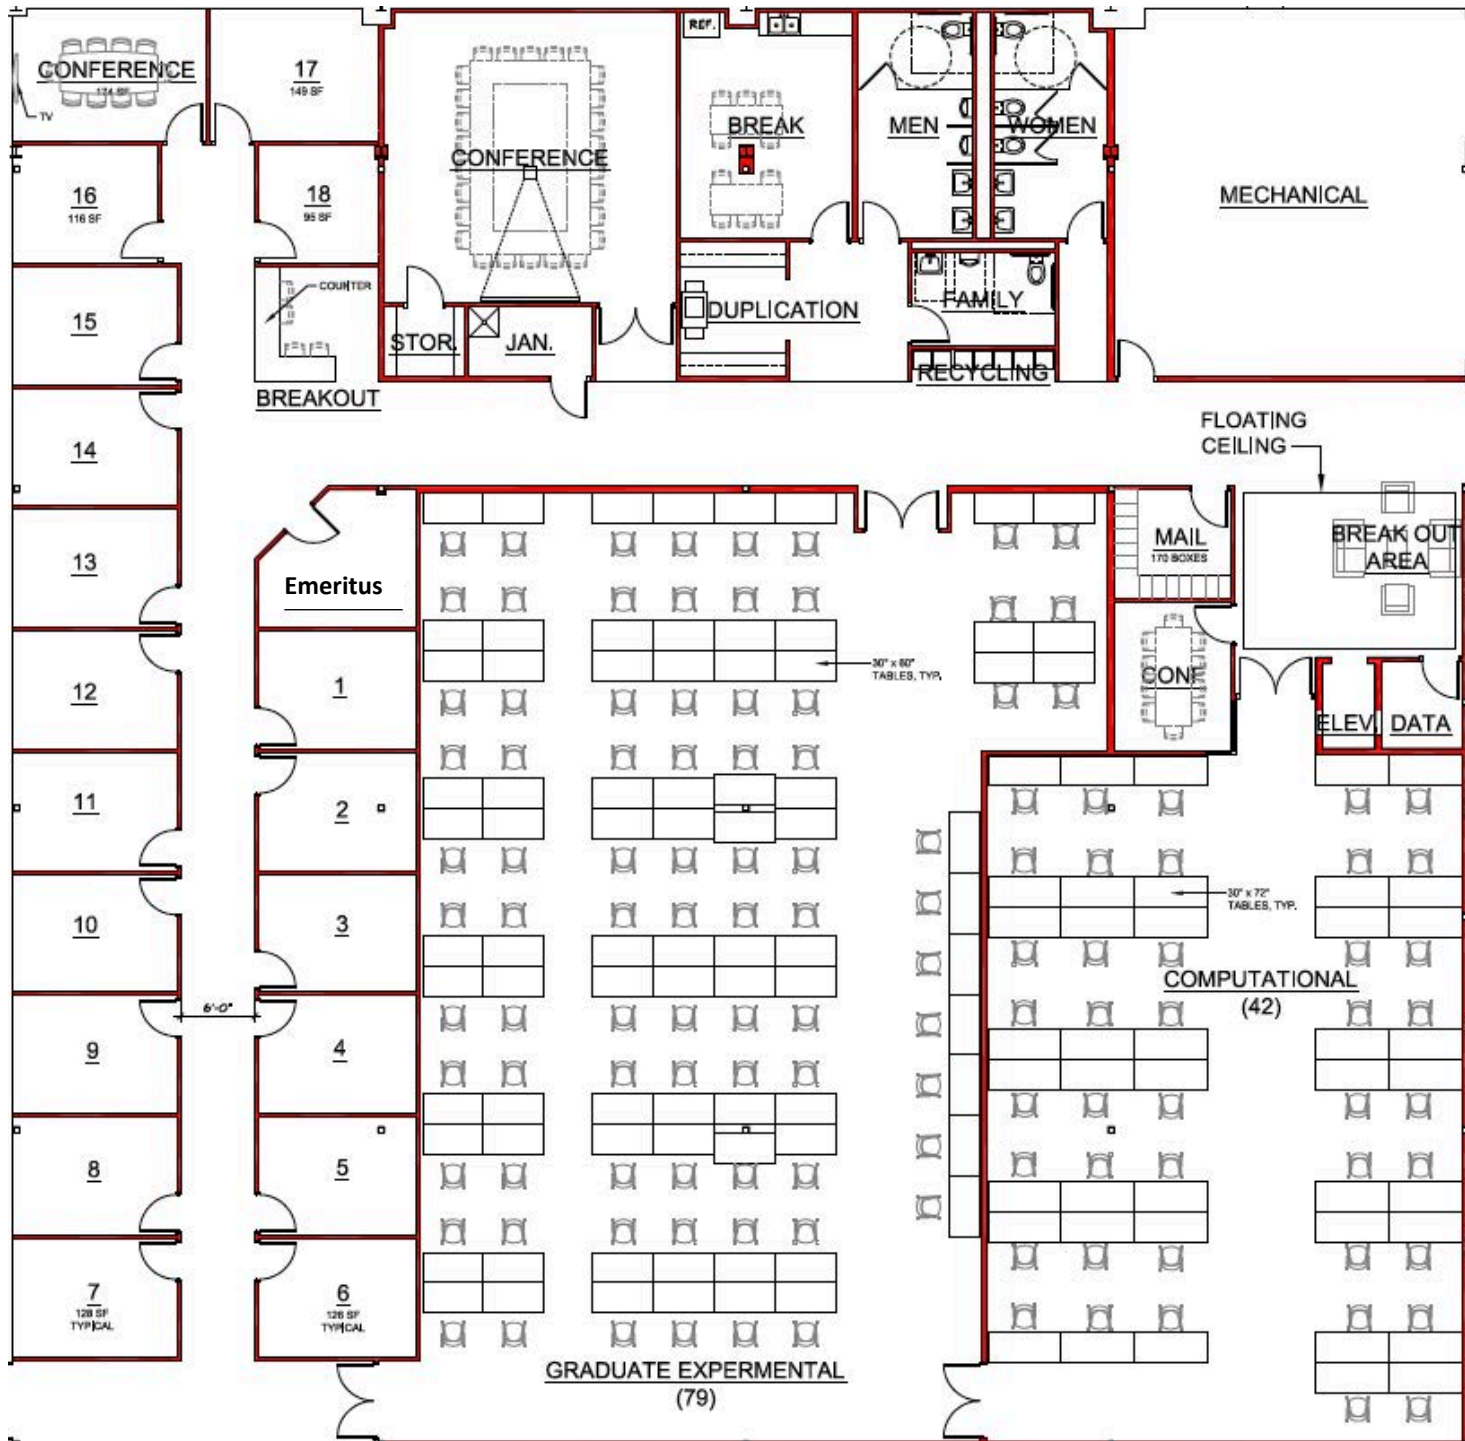 CONFERENCE
174 SF
TV
17
149 SF
16
116 SF
18
95 SF
CONFERENCE
REF.
BREAK
MEN
WOMEN
MECHANICAL
15
COUNTER
BREAKOUT
STOR.
JAN.
DUPLICATION
FAMILY
RECYCLING
14
FLOATING
CEILING
13
Emeritus
MAIL
170 BOXES
BREAK OUT
AREA
12
1
30" x 60"
TABLES, TYP.
CONF
ELEV.
DATA
11
2
10
3
30" x 72"
TABLES, TYP.
COMPUTATIONAL
(42)
6'-0"
9
4
8
5
7
128 SF
TYPICAL
6
126 SF
TYPICAL
GRADUATE EXPERMENTAL
(79)